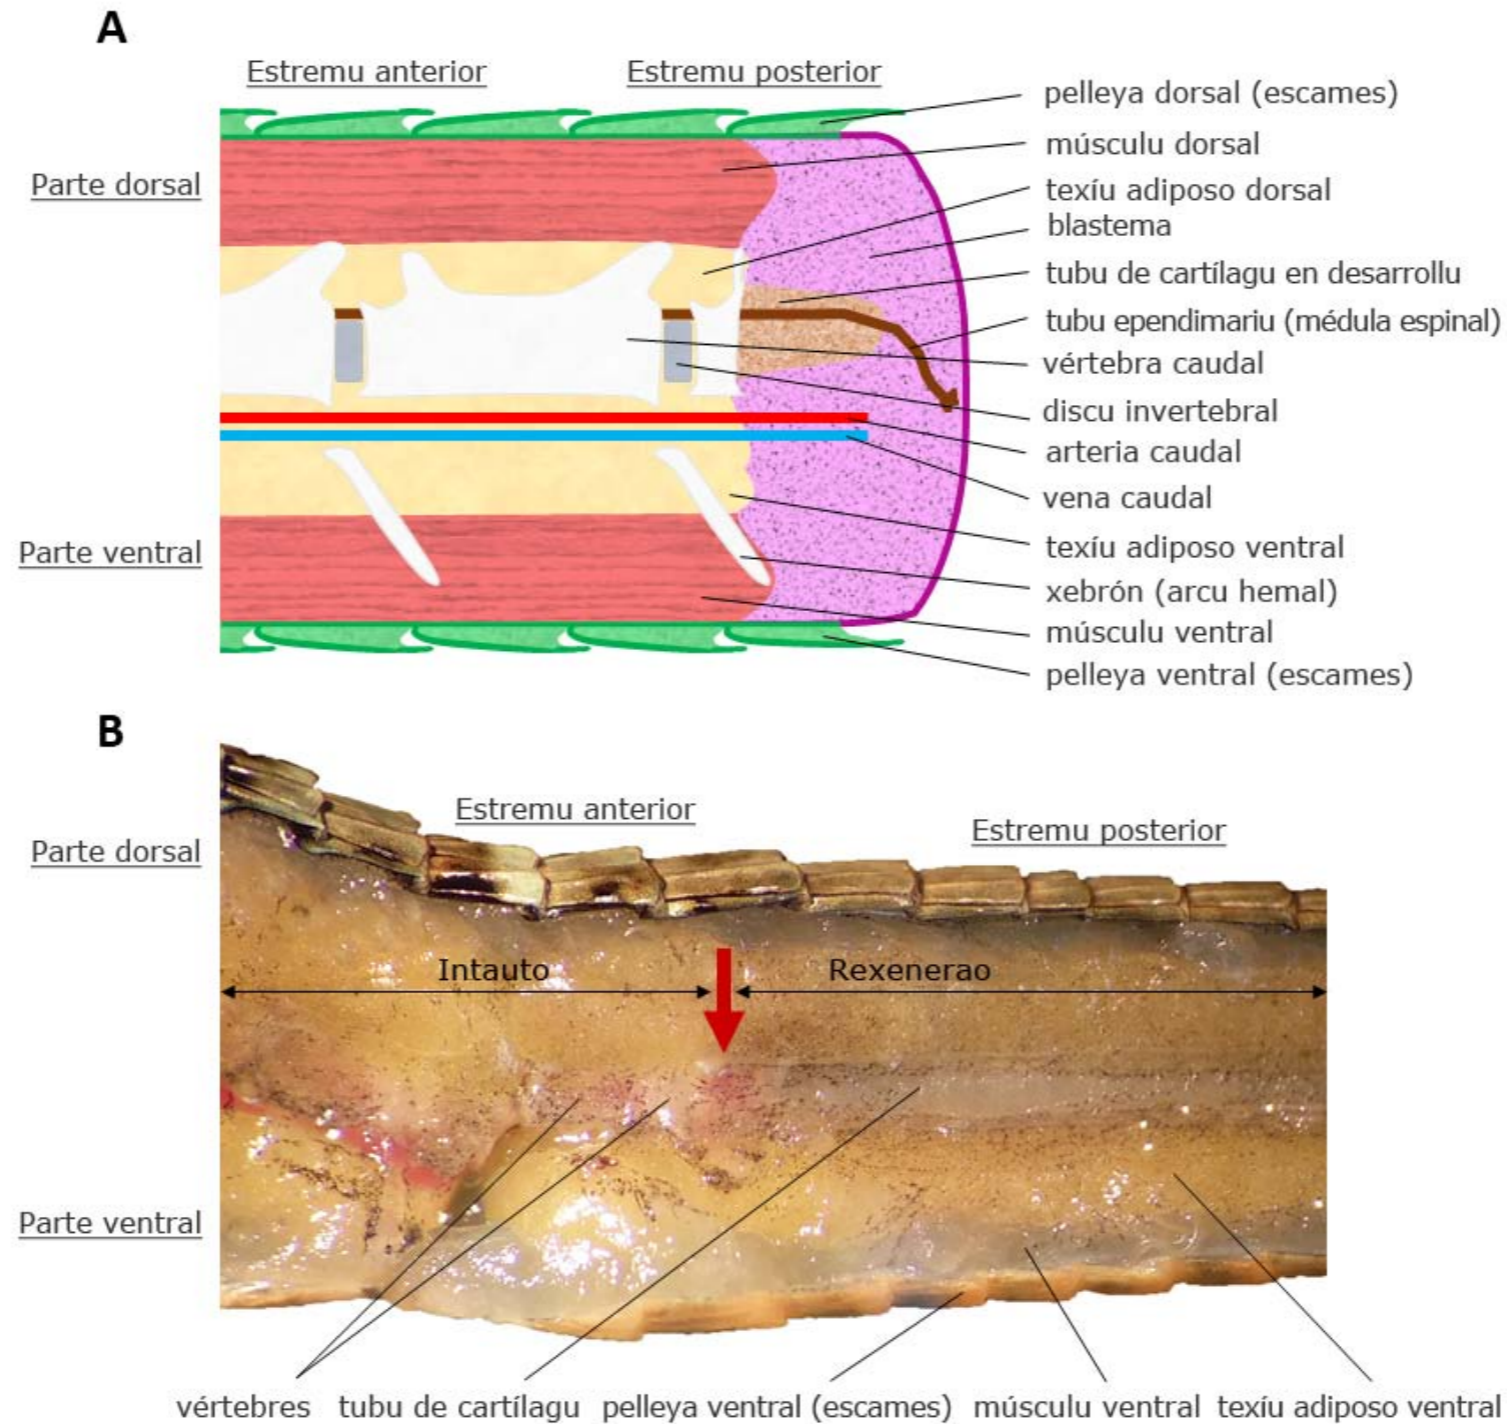 A
Estremu anterior
Estremu posterior
Parte dorsal
Parte ventral
pelleya dorsal (escames)
músculu dorsal
texíu adiposo dorsal
blastema
tubu de cartílagu en desarrollu
tubu ependimariu (médula espinal)
vértebra caudal
discu invertebral
arteria caudal
vena caudal
texíu adiposo ventral
xebrón (arcu hemal)
músculu ventral
pelleya ventral (escames)
B
Estremu anterior
Estremu posterior
Parte dorsal
Intauto
Rexenerao
Parte ventral
vértebres
tubu de cartílagu
pelleya ventral (escames)
músculu ventral
texíu adiposo ventral